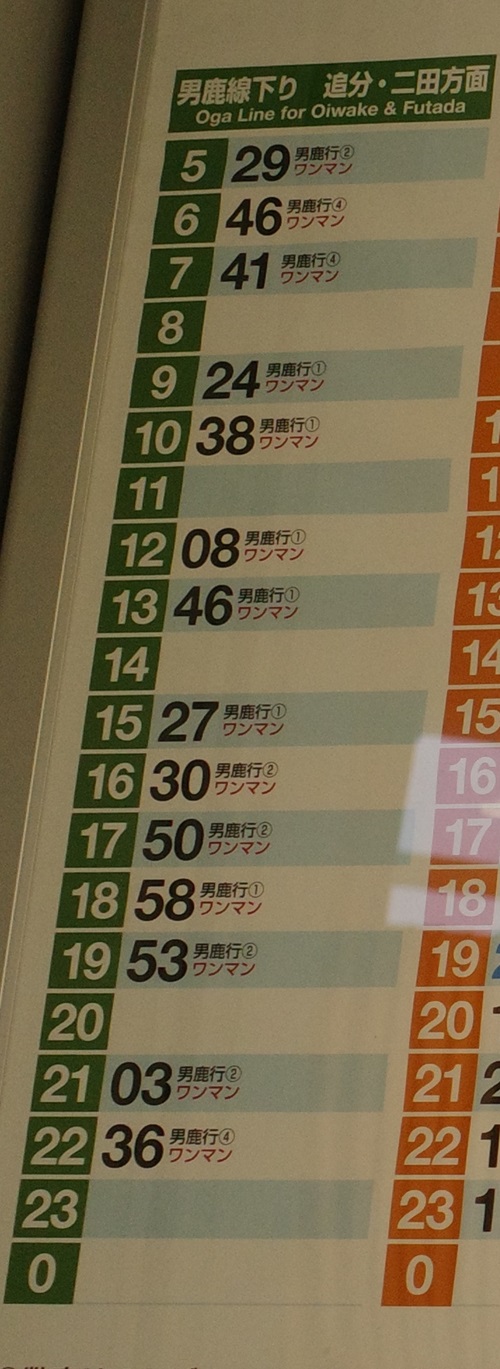 男鹿線下り 追分・二田方面
Oga Line for Oiwake & Futada
5 29 男鹿行② ワンマン
6 46 男鹿行④ ワンマン
7 41 男鹿行④ ワンマン
8
9 24 男鹿行① ワンマン
10 38 男鹿行① ワンマン
11
12 08 男鹿行① ワンマン
13 46 男鹿行① ワンマン
14
15 27 男鹿行① ワンマン
16 30 男鹿行② ワンマン
17 50 男鹿行② ワンマン
18 58 男鹿行① ワンマン
19 53 男鹿行② ワンマン
20
21 03 男鹿行② ワンマン
22 36 男鹿行④ ワンマン
23
0
13
14
15
16
17
18
19
20
21
22
23
0